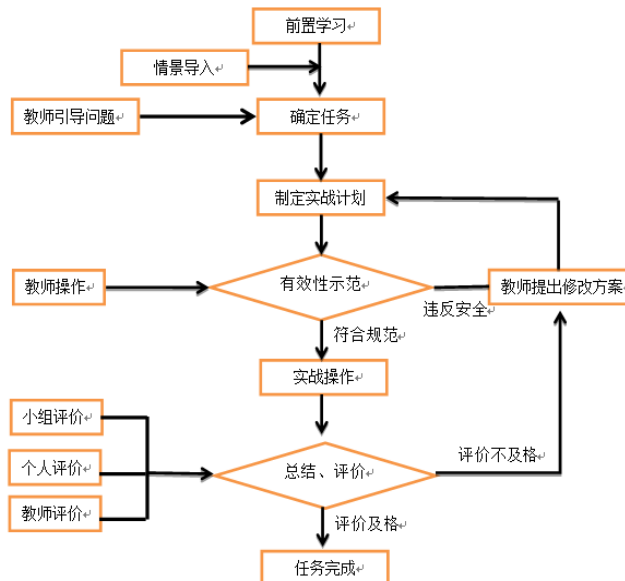 前置学习
情景导入
教师引导问题
确定任务
制定实战计划
教师操作
有效性示范
教师提出修改方案
违反安全
符合规范
实战操作
小组评价
个人评价
总结、评价
评价不及格
教师评价
评价及格
任务完成